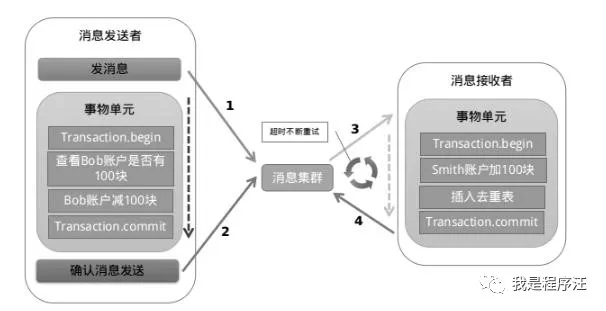 消息发送者
发消息
事物单元
Transaction.begin
查看Bob账户是否有
100块
Bob账户减100块
Transaction.commit
确认消息发送
1
2
超时不断重试
消息集群
3
4
消息接收者
事物单元
Transaction.begin
Smith账户加100块
插入去重表
Transaction.commit
我是程序汪